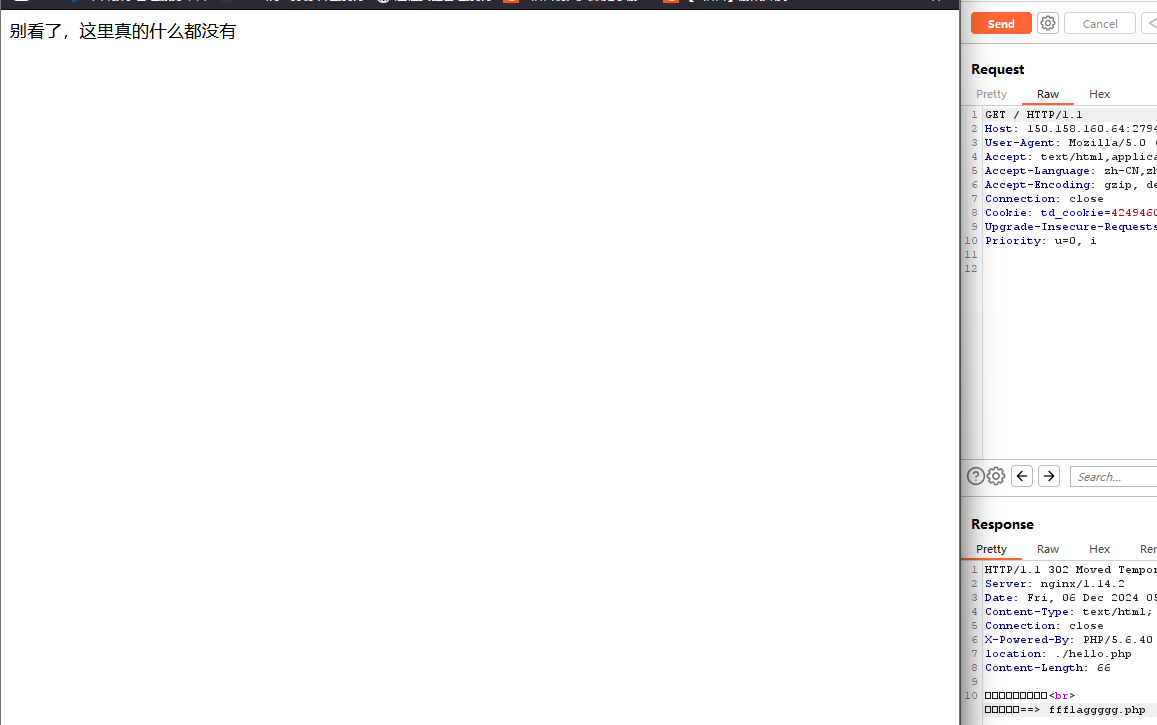 别看了，这里真的什么都没有
Send
Cancel
<
Request
Pretty Raw Hex
1 GET / HTTP/1.1
2 Host: 150.158.160.64:2794
3 User-Agent: Mozilla/5.0 (
4 Accept: text/html,applica
5 Accept-Language: zh-CN,zh
6 Accept-Encoding: gzip, de
7 Connection: close
8 Cookie: td_cookie=4249460
9 Upgrade-Insecure-Requests
10 Priority: u=0, i
11
12
? Search...
Response
Pretty Raw Hex Ren
1 HTTP/1.1 302 Moved Tempor
2 Server: nginx/1.14.2
3 Date: Fri, 06 Dec 2024 05
4 Content-Type: text/html;
5 Connection: close
6 X-Powered-By: PHP/5.6.40
7 location: ./hello.php
8 Content-Length: 66
9
10 □□□□□□□□□<br>
□□□□□==> ffflaggggg.php